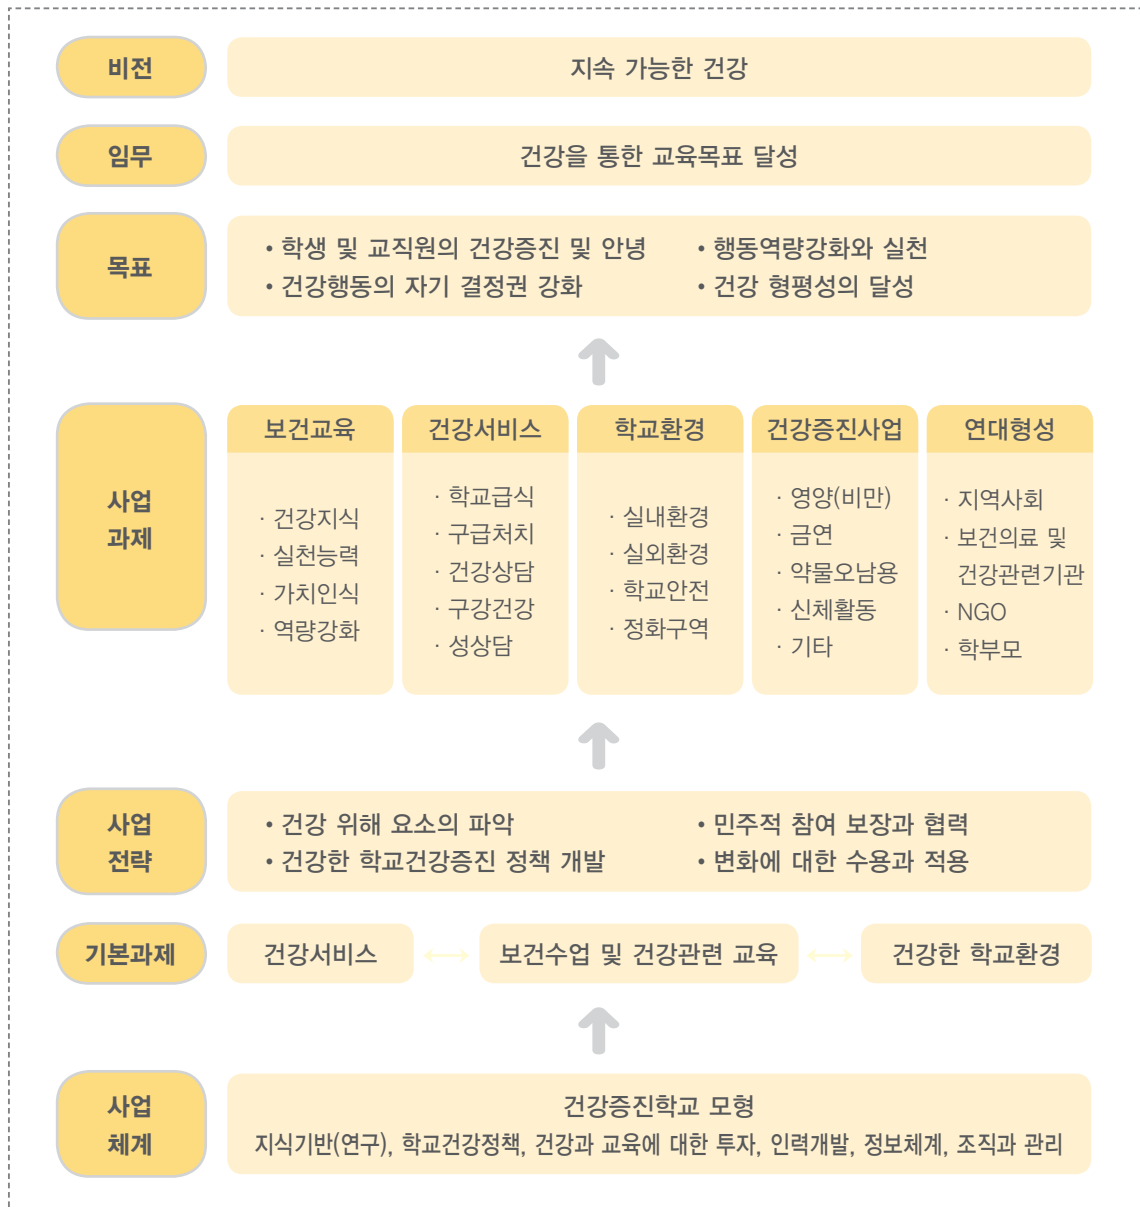 비전
지속 가능한 건강
임무
건강을 통한 교육목표 달성
목표
• 학생 및 교직원의 건강증진 및 안녕
• 건강행동의 자기 결정권 강화
• 행동역량강화와 실천
• 건강 형평성의 달성
사업
과제
보건교육
· 건강지식
· 실천능력
· 가치인식
· 역량강화
건강서비스
· 학교급식
· 구급처치
· 건강상담
· 구강건강
· 성상담
학교환경
· 실내환경
· 실외환경
· 학교안전
· 정화구역
건강증진사업
· 영양(비만)
· 금연
· 약물오남용
· 신체활동
· 기타
연대형성
· 지역사회
· 보건의료 및
건강관련기관
· NGO
· 학부모
사업
전략
• 건강 위해 요소의 파악
• 건강한 학교건강증진 정책 개발
• 민주적 참여 보장과 협력
• 변화에 대한 수용과 적용
기본과제
건강서비스
보건수업 및 건강관련 교육
건강한 학교환경
사업
체계
건강증진학교 모형
지식기반(연구), 학교건강정책, 건강과 교육에 대한 투자, 인력개발, 정보체계, 조직과 관리